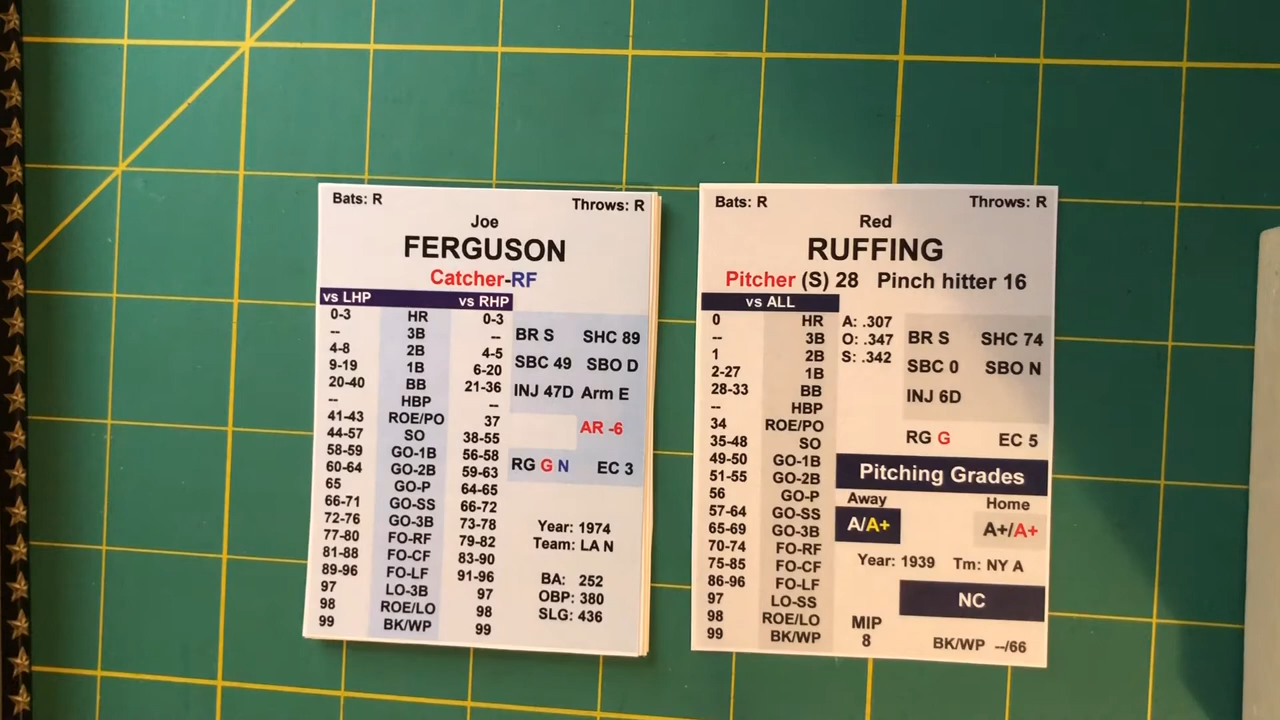 Bats: R Throws: R
Joe
FERGUSON
Catcher-RF
vs LHP vs RHP
0-3 HR 0-3
-- 3B --
4-8 2B 4-5
9-19 1B 6-20
20-40 BB 21-36
-- HBP --
41-43 ROE/PO 37
44-57 SO 38-55
58-59 GO-1B 56-58
60-64 GO-2B 59-63
65 GO-P 64-65
66-71 GO-SS 66-72
72-76 GO-3B 73-78
77-80 FO-RF 79-82
81-88 FO-CF 83-90
89-96 FO-LF 91-96
97 LO-3B 97
98 ROE/LO 98
99 BK/WP 99
BR S SHC 89
SBC 49 SBO D
INJ 47D Arm E
AR -6
RG G N EC 3
Year: 1974
Team: LA N
BA: 252
OBP: 380
SLG: 436
Bats: R Throws: R
Red
RUFFING
Pitcher (S) 28 Pinch hitter 16
vs ALL
0 HR
-- 3B
1 2B
2-27 1B
28-33 BB
-- HBP
34 ROE/PO
35-48 SO
49-50 GO-1B
51-55 GO-2B
56 GO-P
57-64 GO-SS
65-69 GO-3B
70-74 FO-RF
75-85 FO-CF
86-96 FO-LF
97 LO-SS
98 ROE/LO
99 BK/WP
A: .307
O: .347
S: .342
BR S SHC 74
SBC 0 SBO N
INJ 6D
RG G EC 5
Pitching Grades
Away Home
A/A+ A+/A+
Year: 1939 Tm: NY A
NC
MIP
8
BK/WP --/66